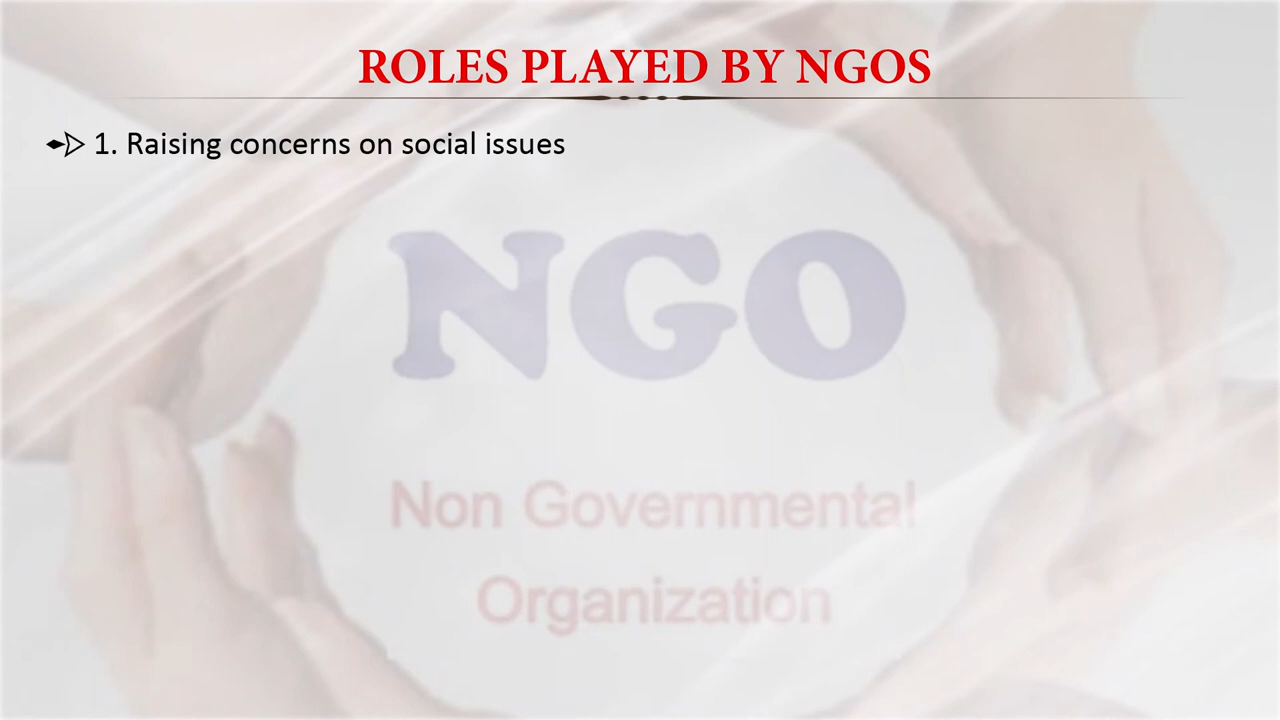 ROLES PLAYED BY NGOS
1. Raising concerns on social issues
NGO
Non Governmental
Organization